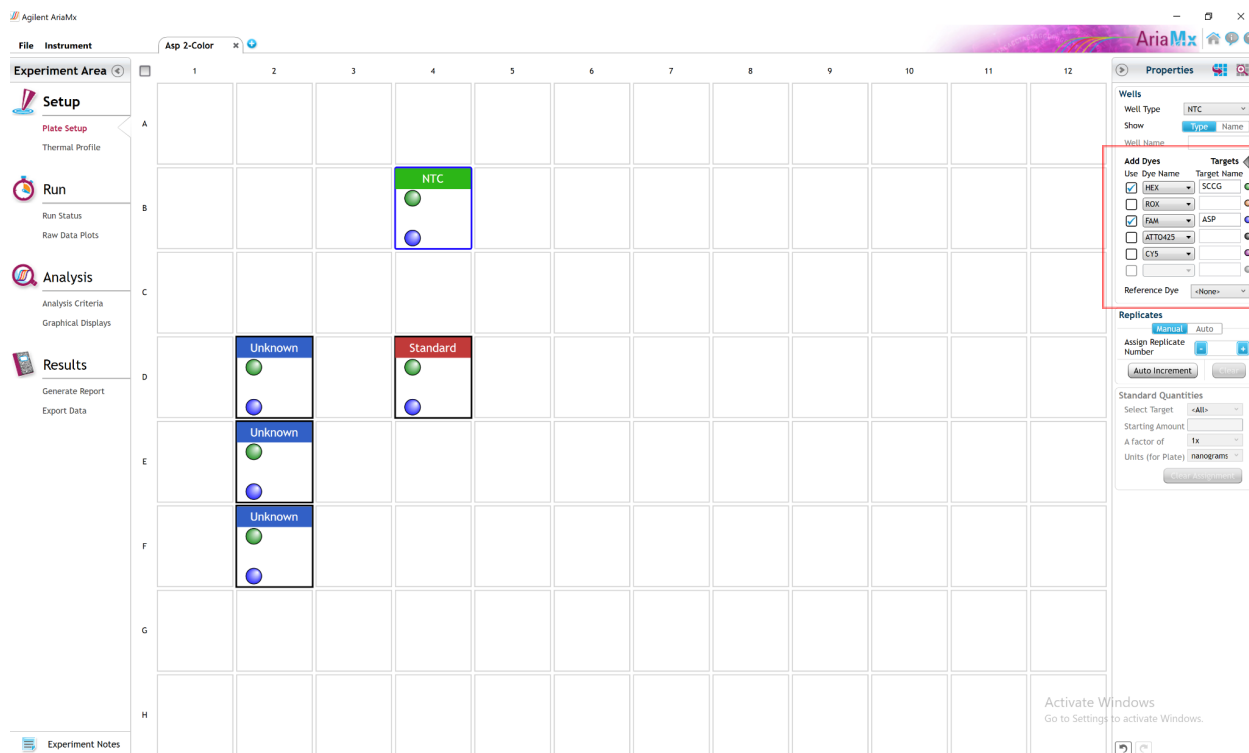 Agilent AriaMx
File Instrument
Asp 2-Color
AriaMx
Experiment Area
Setup
Plate Setup
Thermal Profile
Run
Run Status
Raw Data Plots
Analysis
Analysis Criteria
Graphical Displays
Results
Generate Report
Export Data
Experiment Notes
1 2 3 4 5 6 7 8 9 10 11 12
A
B
NTC
C
D
Unknown Standard
E
Unknown
F
Unknown
G
H
Properties
Wells
Well Type NTC
Show Type Name
Well Name
Add Dyes Targets
Use Dye Name Target Name
HEX SCCG
ROX
FAM ASP
ATTO425
CY5
Reference Dye <None>
Replicates
Manual Auto
Assign Replicate
Number - +
Auto Increment Clear
Standard Quantities
Select Target <All>
Starting Amount
A factor of 1x
Units (for Plate) nanograms
Clear Assignment
Activate Windows
Go to Settings to activate Windows.